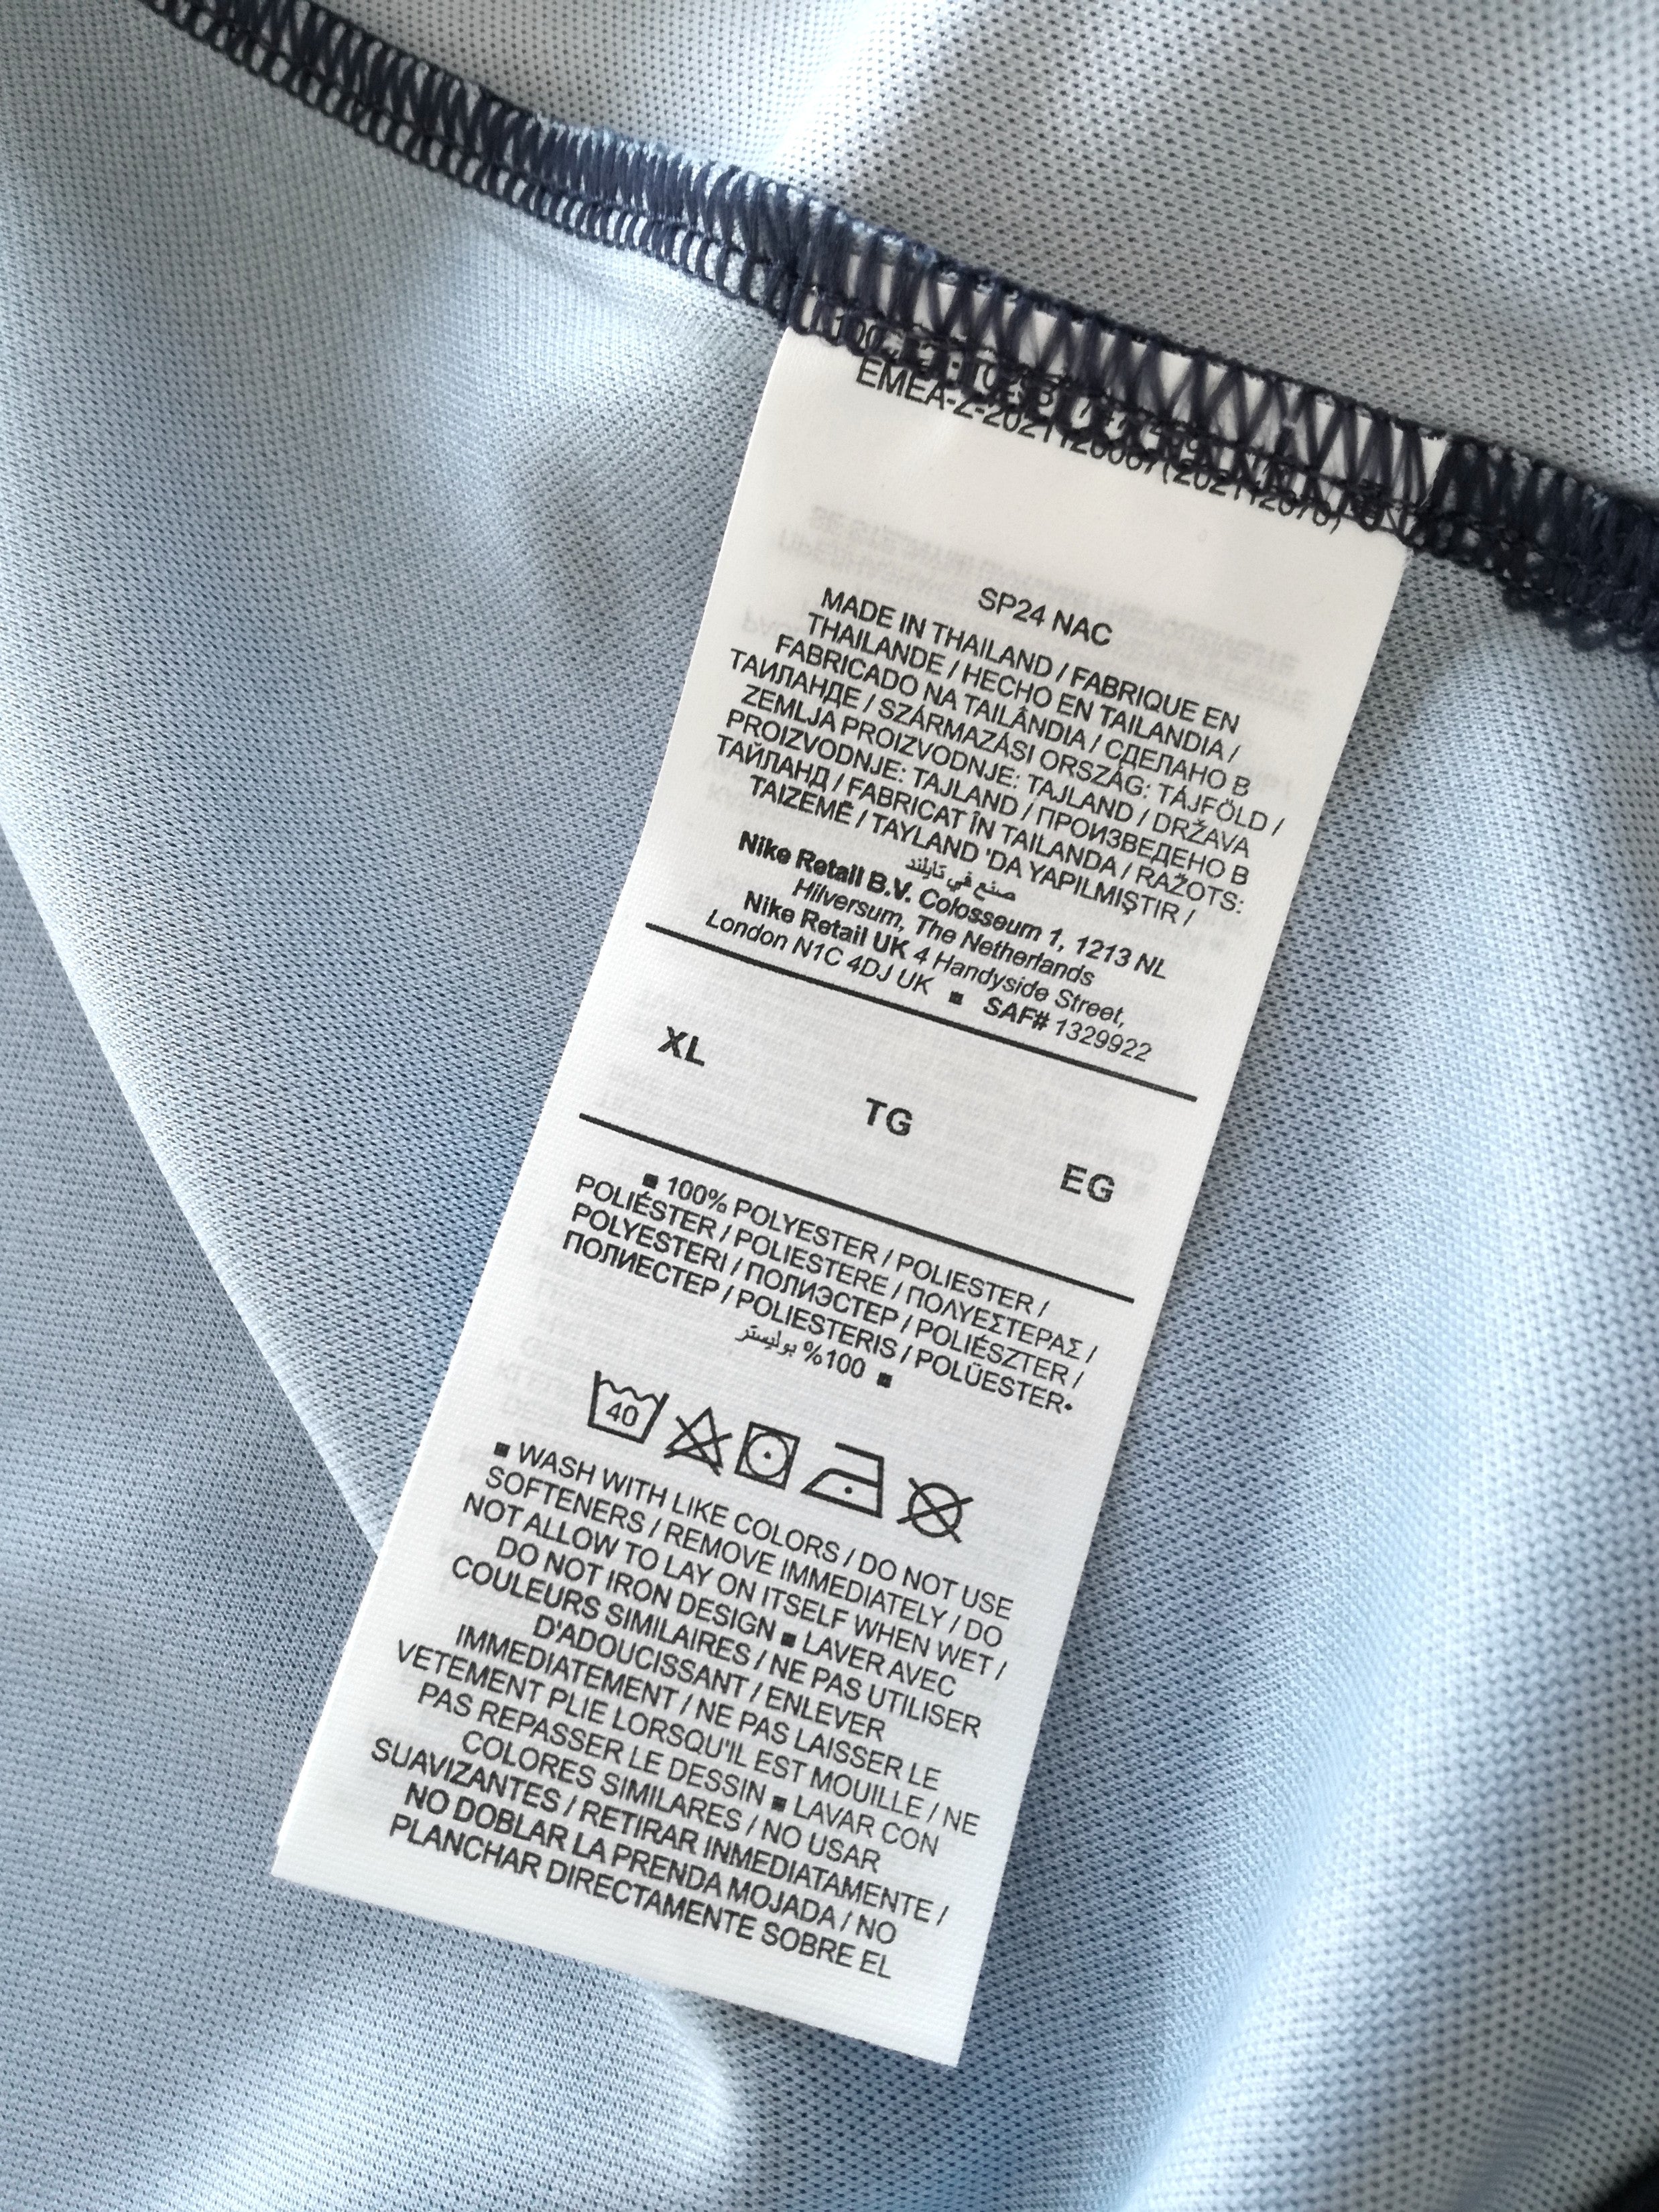 EMEA-Z-2021126067(202112670)
SP24 NAC
MADE IN THAILAND / FABRIQUE EN
THAILANDE / HECHO EN TAILANDIA /
FABRICADO NA TAILÂNDIA / СДЕЛАНО В
ТАИЛАНДЕ / SZÁRMAZÁSI ORSZÁG: TÁJFÖLD /
ZEMLJA PROIZVODNJE: TAJLAND / DRŽAVA
PROIZVODNJE: TAJLAND / ПРОИЗВЕДЕНО В
ТАЙЛАНД / FABRICAT ÎN TAILANDA / RAŽOTS:
TAIZEMĒ / TAYLAND 'DA YAPILMIŞTIR /
صنع في تايلند
Nike Retail B.V. Colosseum 1, 1213 NL
Hilversum, The Netherlands
Nike Retail UK 4 Handyside Street,
London N1C 4DJ UK ▪ SAF# 1329922
XL TG EG
▪ 100% POLYESTER / POLIESTER /
POLIÉSTER / POLIESTERE / ΠΟΛΥΕΣΤΕΡΑΣ /
POLYESTERI / ПОЛИЭСТЕР / POLIÉSZTER /
ПОЛИЕСТЕР / POLIESTERIS / POLÜESTER•
100% بوليستر ▪
40
▪ WASH WITH LIKE COLORS / DO NOT USE
SOFTENERS / REMOVE IMMEDIATELY / DO
NOT ALLOW TO LAY ON ITSELF WHEN WET /
DO NOT IRON DESIGN ▪ LAVER AVEC
COULEURS SIMILAIRES / NE PAS UTILISER
D'ADOUCISSANT / ENLEVER
IMMEDIATEMENT / NE PAS LAISSER LE
VETEMENT PLIE LORSQU'IL EST MOUILLE / NE
PAS REPASSER LE DESSIN ▪ LAVAR CON
COLORES SIMILARES / NO USAR
SUAVIZANTES / RETIRAR INMEDIATAMENTE /
NO DOBLAR LA PRENDA MOJADA / NO
PLANCHAR DIRECTAMENTE SOBRE EL